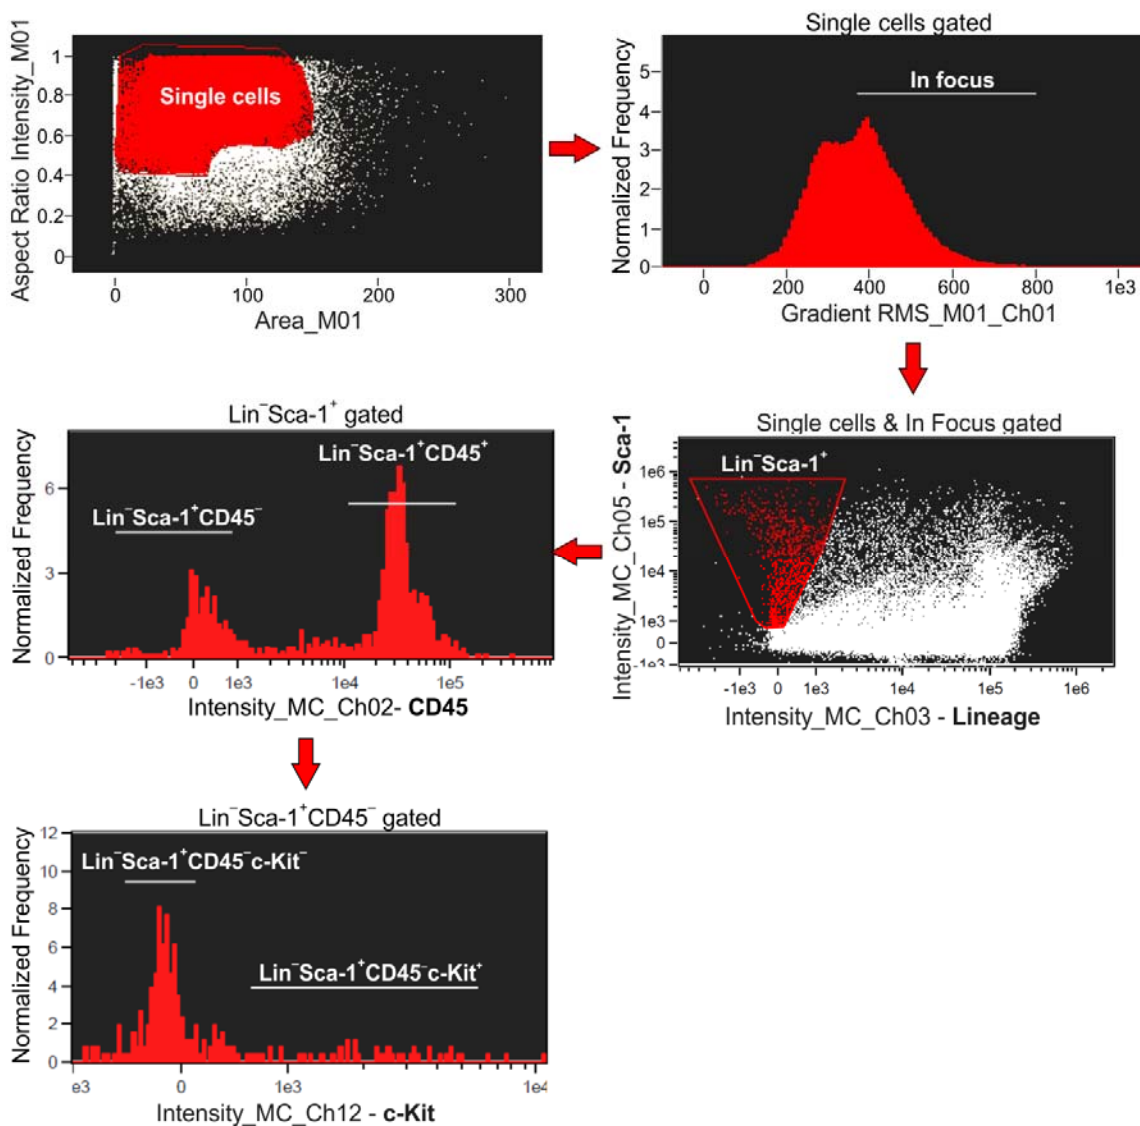 Aspect Ratio Intensity_M01
1
0.8
0.6
0.4
0.2
0
Single cells
0 100 200 300
Area_M01
Single cells gated
Normalized Frequency
5
4
3
2
1
0
In focus
0 200 400 600 800 1e3
Gradient RMS_M01_Ch01
Single cells & In Focus gated
Intensity_MC_Ch05 - Sca-1
1e6
1e5
1e4
1e3
0
-1e3
Lin⁻Sca-1⁺
-1e3 0 1e3 1e4 1e5 1e6
Intensity_MC_Ch03 - Lineage
Lin⁻Sca-1⁺ gated
Normalized Frequency
6
3
0
Lin⁻Sca-1⁺CD45⁺
Lin⁻Sca-1⁺CD45⁻
-1e3 0 1e3 1e4 1e5
Intensity_MC_Ch02- CD45
Lin⁻Sca-1⁺CD45⁻ gated
Normalized Frequency
12
10
8
6
4
2
0
Lin⁻Sca-1⁺CD45⁻c-Kit⁻
Lin⁻Sca-1⁺CD45⁻c-Kit⁺
e3 0 1e3 1e4
Intensity_MC_Ch12 - c-Kit